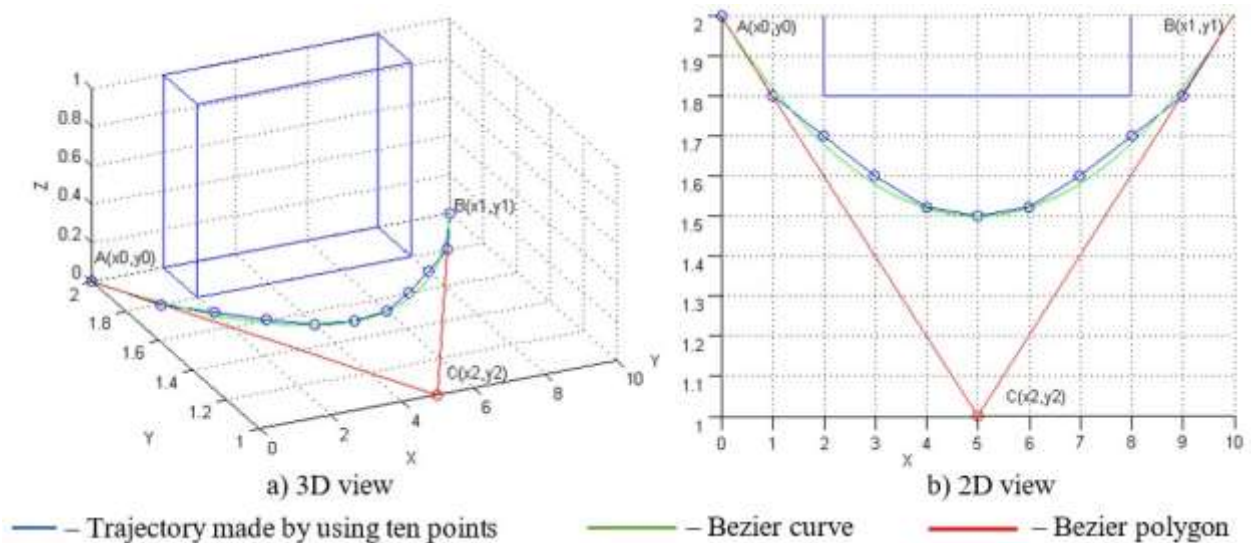 1
0.8
0.6
0.4
0.2
0
Z
A(x0,y0)
B(x1,y1)
C(x2,y2)
2
1.8
1.6
1.4
1.2
1
Y
0
2
4
6
8
10
X
Y
a) 3D view
2
1.9
1.8
1.7
1.6
1.5
1.4
1.3
1.2
1.1
1
A(x0,y0)
B(x1,y1)
C(x2,y2)
0 1 2 3 4 5 6 7 8 9 10
X
b) 2D view
– Trajectory made by using ten points – Bezier curve – Bezier polygon